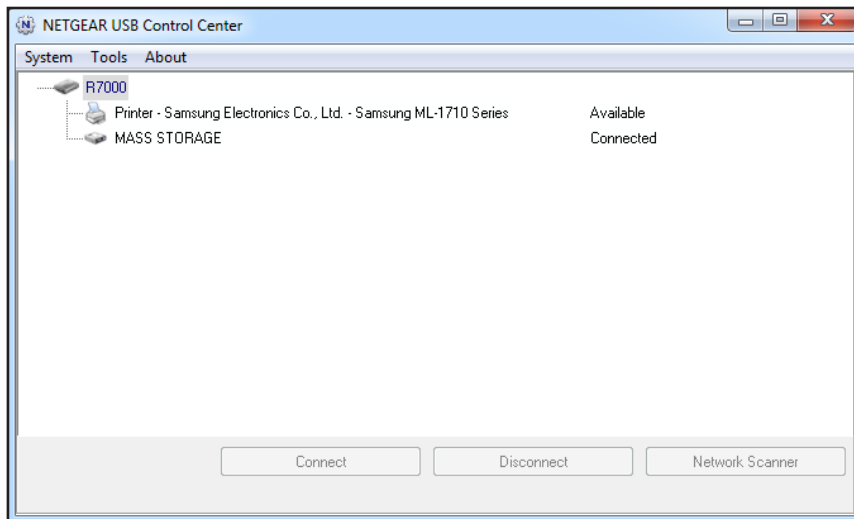 NETGEAR USB Control Center
System Tools About
R7000
Printer - Samsung Electronics Co., Ltd. - Samsung ML-1710 Series Available
MASS STORAGE Connected
Connect Disconnect Network Scanner